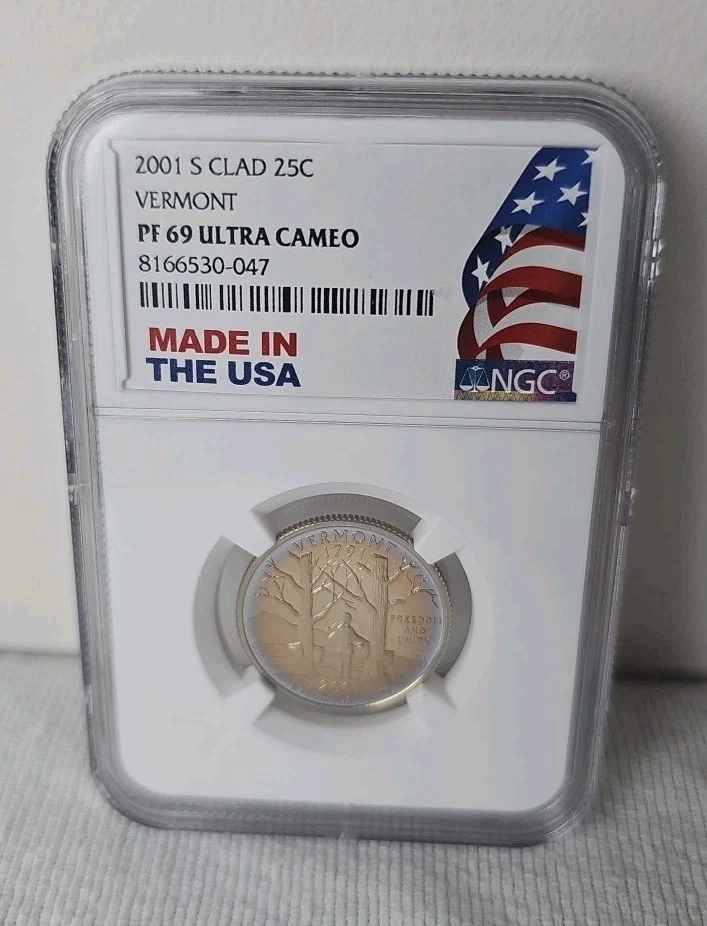 2001 S CLAD 25C
VERMONT
PF 69 ULTRA CAMEO
8166530-047
MADE IN
THE USA
NGC®
VERMONT
1791
FREEDOM
AND
UNITY